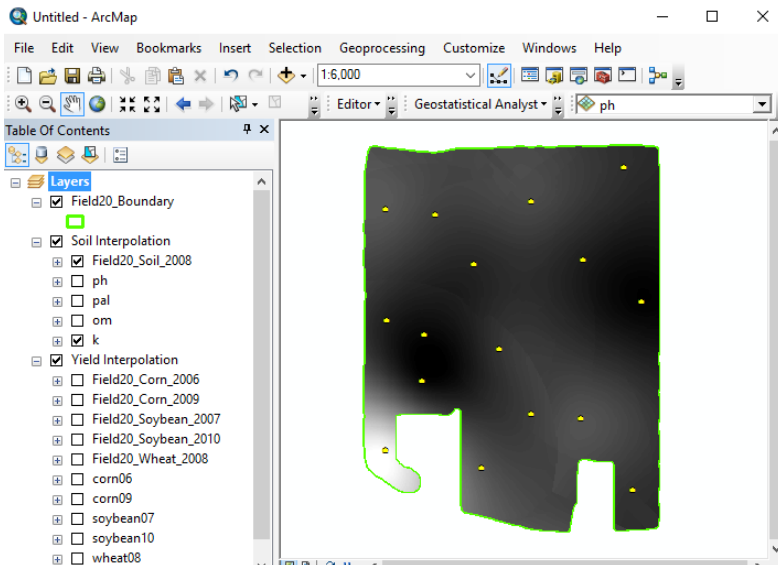 Untitled - ArcMap
File Edit View Bookmarks Insert Selection Geoprocessing Customize Windows Help
1:6,000
Editor Geostatistical Analyst ph
Table Of Contents
Layers
Field20_Boundary
Soil Interpolation
Field20_Soil_2008
ph
pal
om
k
Yield Interpolation
Field20_Corn_2006
Field20_Corn_2009
Field20_Soybean_2007
Field20_Soybean_2010
Field20_Wheat_2008
corn06
corn09
soybean07
soybean10
wheat08